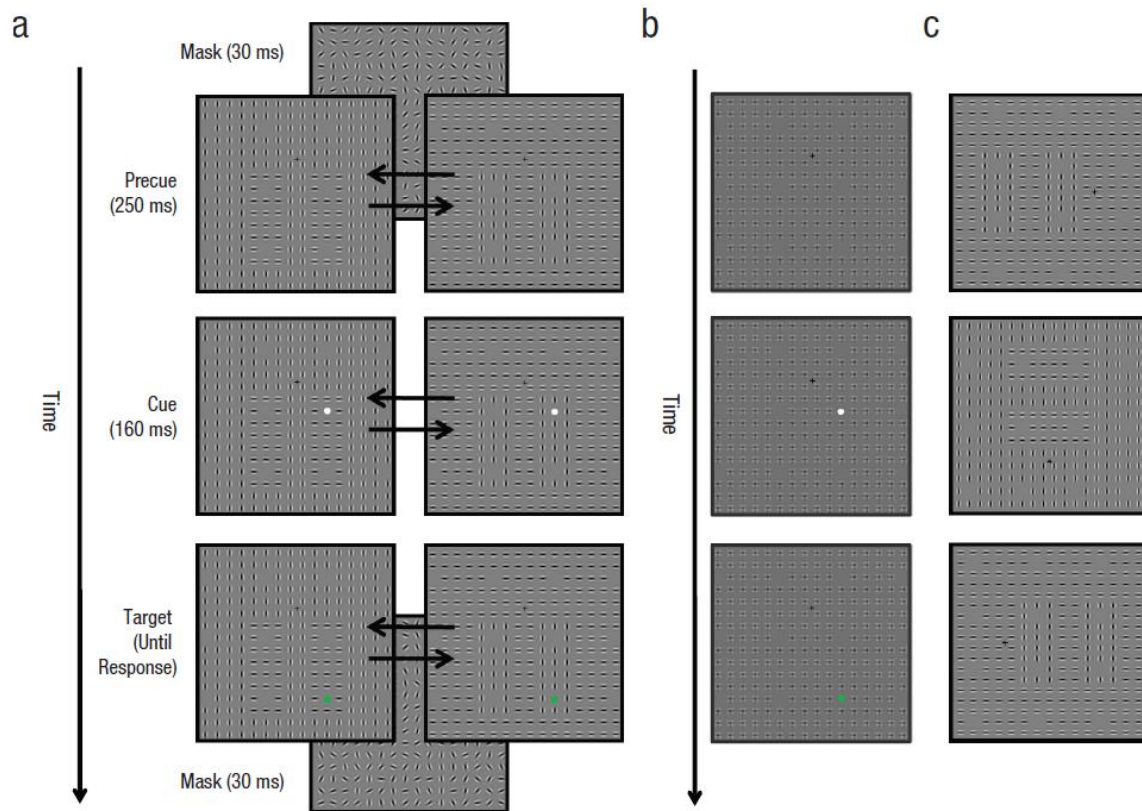 a
b
c
Mask (30 ms)
Precue
(250 ms)
Cue
(160 ms)
Target
(Until
Response)
Mask (30 ms)
Time
Time